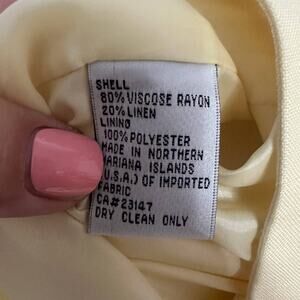 SHELL
80% VISCOSE RAYON
20% LINEN
LINING
100% POLYESTER
MADE IN NORTHERN
MARIANA ISLANDS
(U.S.A.) OF IMPORTED
FABRIC
CA#23147
DRY CLEAN ONLY